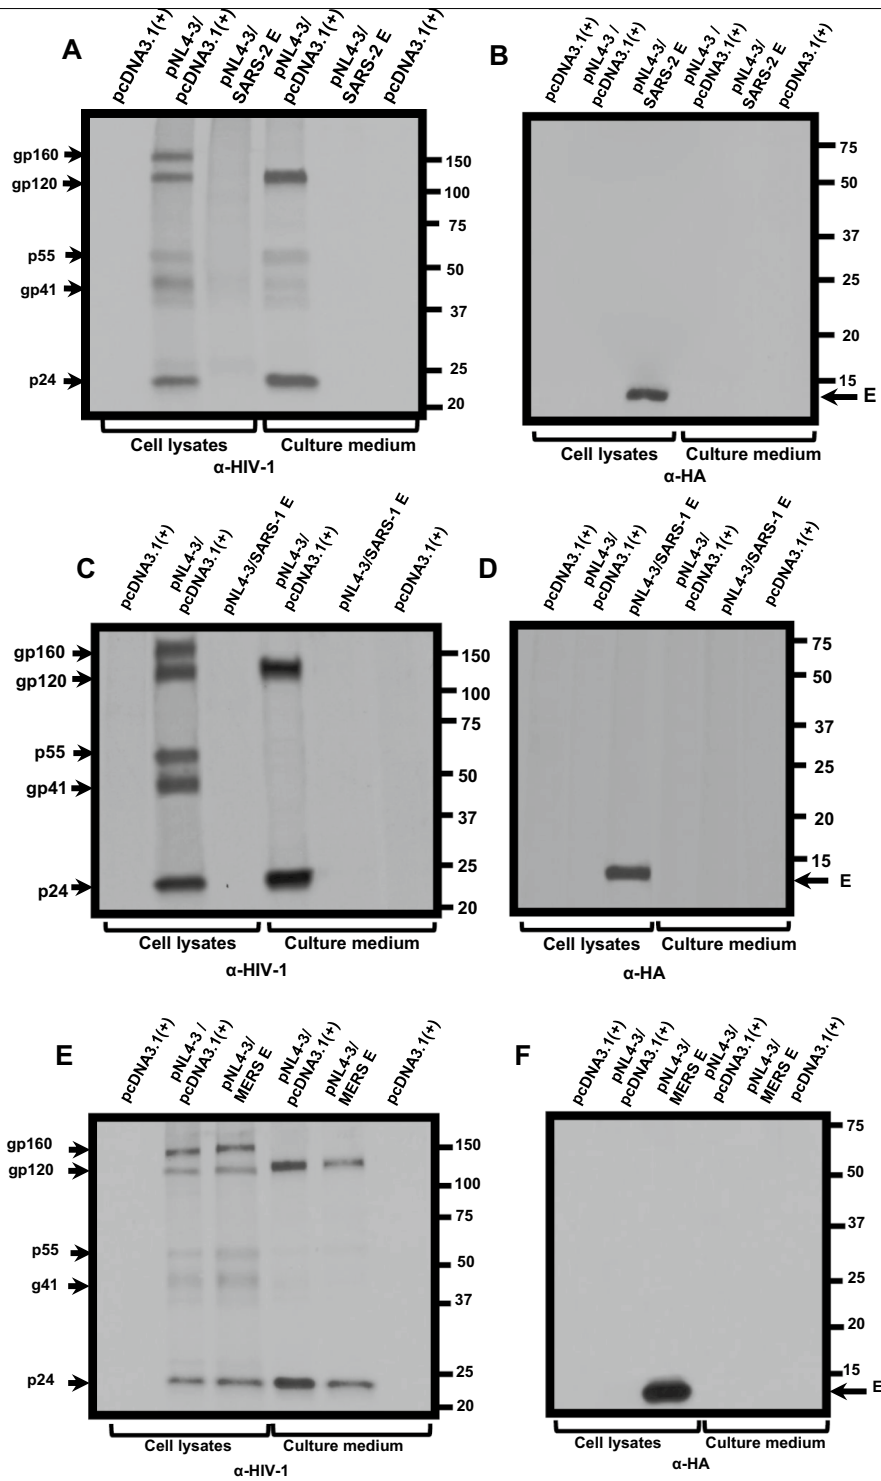 A
pcDNA3.1(+)
pNL4-3/
pcDNA3.1(+)
pNL4-3/
SARS-2 E
pNL4-3/
pcDNA3.1(+)
pNL4-3/
SARS-2 E
pcDNA3.1(+)
gp160
gp120
p55
gp41
p24
150
100
75
50
37
25
20
Cell lysates
Culture medium
α-HIV-1
B
pcDNA3.1(+)
pNL4-3 /
pcDNA3.1(+)
pNL4-3/
SARS-2 E
pNL4-3 /
pcDNA3.1(+)
pNL4-3/
SARS-2 E
pcDNA3.1(+)
75
50
37
25
20
15
E
Cell lysates
Culture medium
α-HA
C
pcDNA3.1(+)
pNL4-3/
pcDNA3.1(+)
pNL4-3/SARS-1 E
pNL4-3/
pcDNA3.1(+)
pNL4-3/SARS-1 E
pcDNA3.1(+)
gp160
gp120
p55
gp41
p24
150
100
75
50
37
25
20
Cell lysates
Culture medium
α-HIV-1
D
pcDNA3.1(+)
pNL4-3/
pcDNA3.1(+)
pNL4-3/SARS-1 E
pNL4-3/
pcDNA3.1(+)
pNL4-3/SARS-1 E
pcDNA3.1(+)
75
50
37
25
20
15
E
Cell lysates
Culture medium
α-HA
E
pcDNA3.1(+)
pNL4-3 /
pcDNA3.1(+)
pNL4-3/
MERS E
pNL4-3/
pcDNA3.1(+)
pNL4-3/
MERS E
pcDNA3.1(+)
gp160
gp120
p55
g41
p24
150
100
75
50
37
25
20
Cell lysates
Culture medium
α-HIV-1
F
pcDNA3.1(+)
pNL4-3/
pcDNA3.1(+)
pNL4-3/
MERS E
pNL4-3/
pcDNA3.1(+)
pNL4-3/
MERS E
pcDNA3.1(+)
75
50
37
25
20
15
E
Cell lysates
Culture medium
α-HA